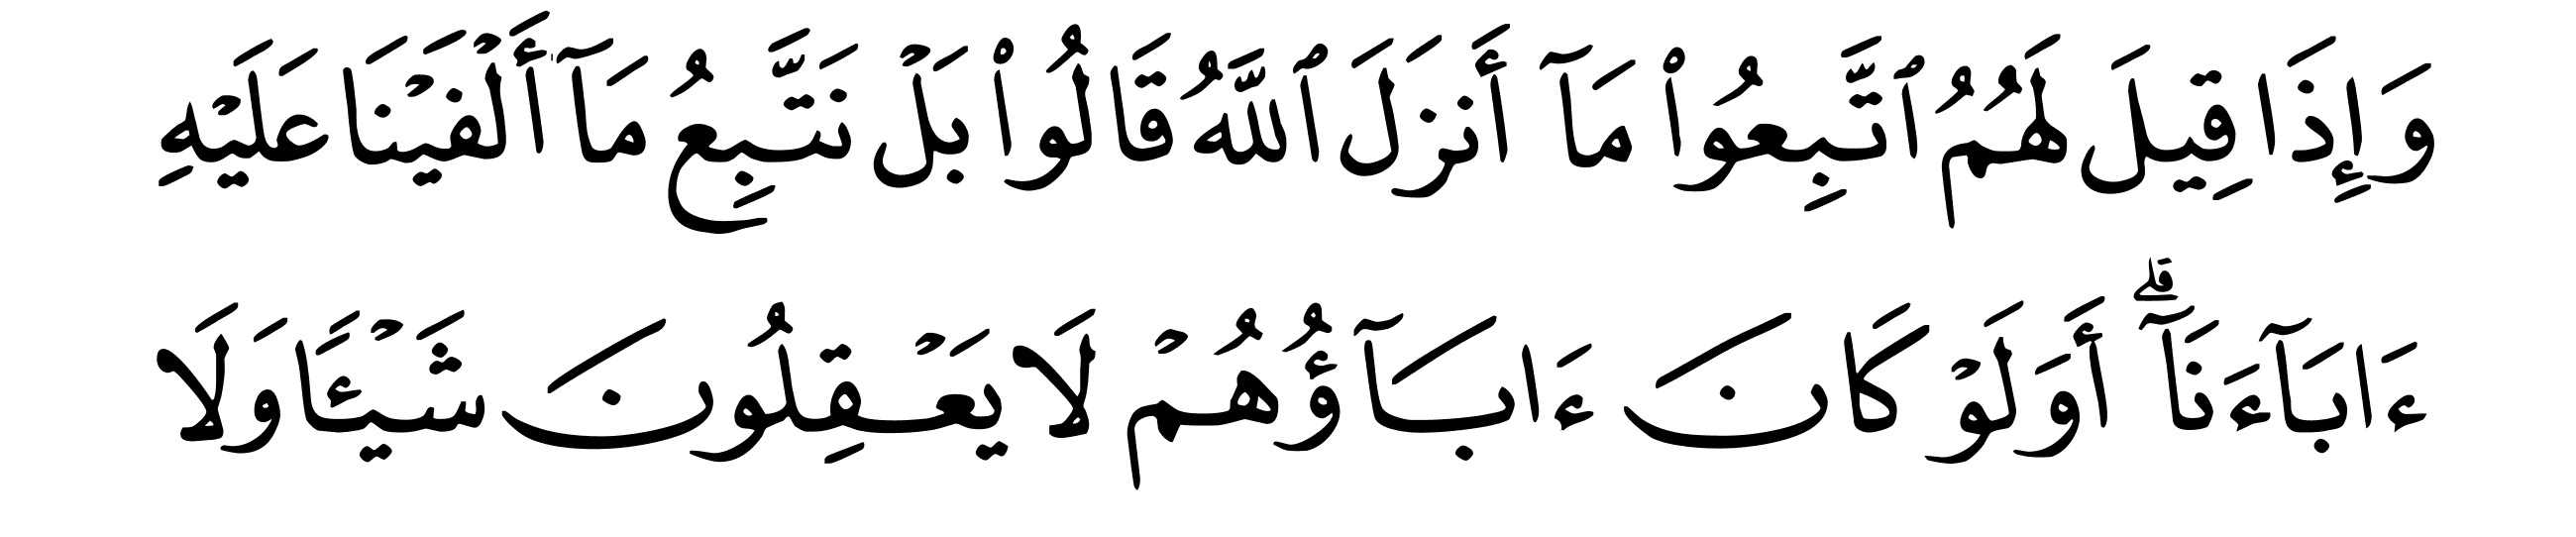 وَإِذَا قِيلَ لَهُمُ ٱتَّبِعُوا۟ مَآ أَنزَلَ ٱللَّهُ قَالُوا۟ بَلْ نَتَّبِعُ مَآ أَلْفَيْنَا عَلَيْهِ
ءَابَآءَنَآ ۗ أَوَلَوْ كَانَ ءَابَآؤُهُمْ لَا يَعْقِلُونَ شَيْـًٔا وَلَا